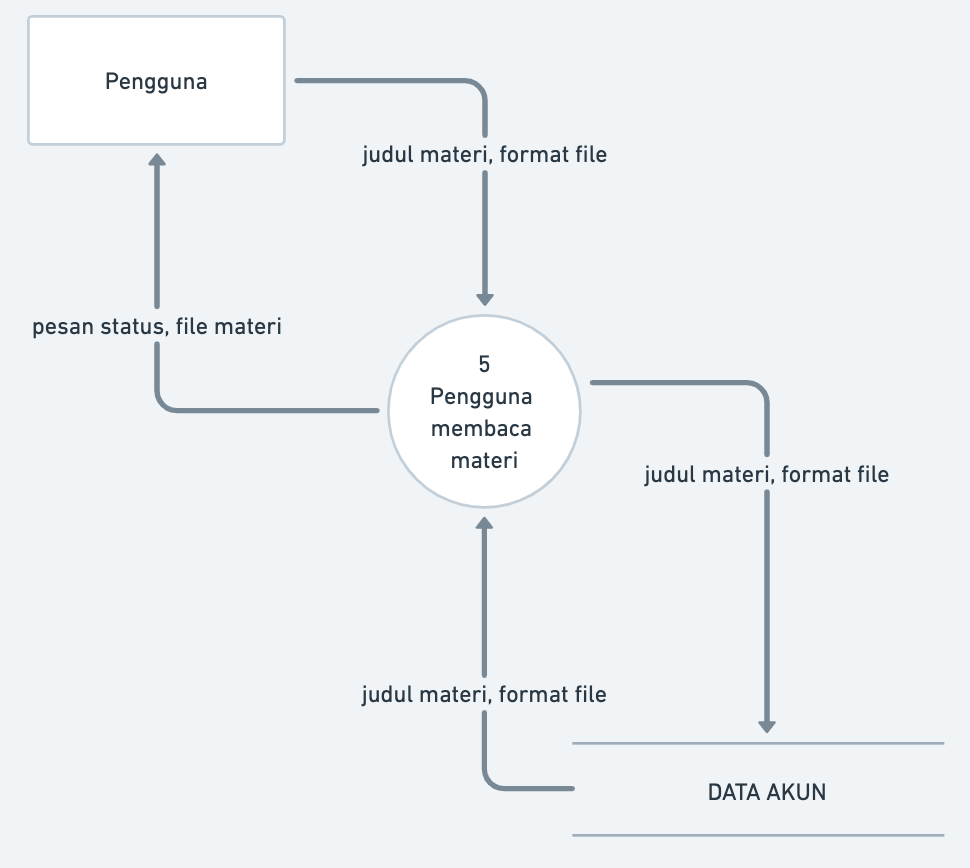 Pengguna
judul materi, format file
pesan status, file materi
5
Pengguna
membaca
materi
judul materi, format file
judul materi, format file
DATA AKUN